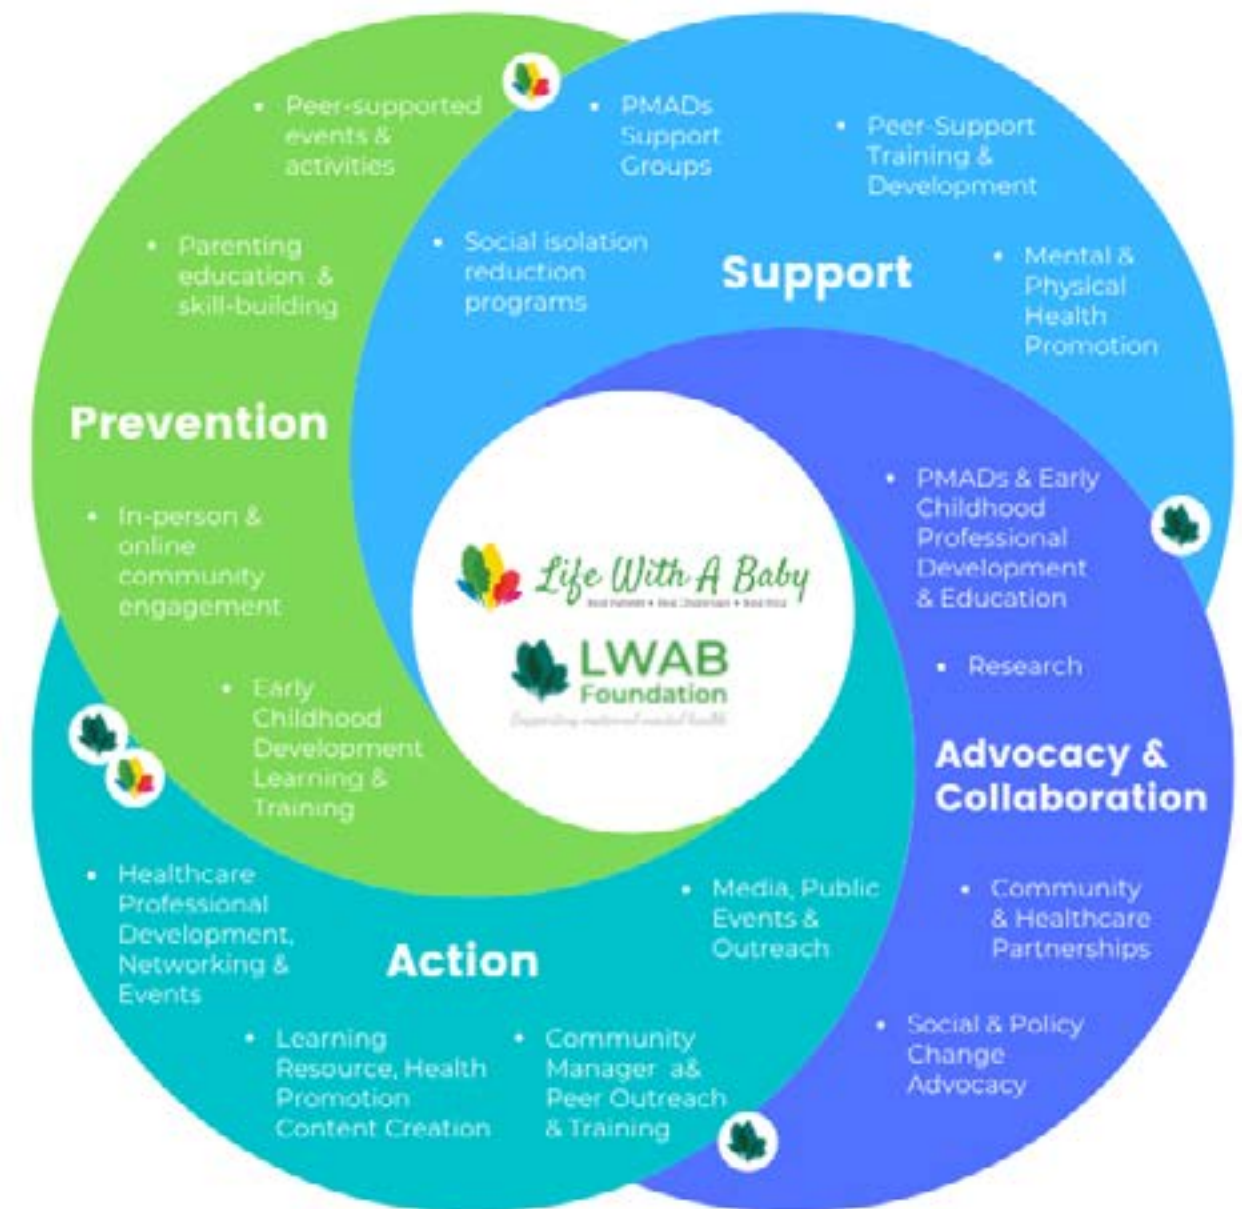 • Peer-supported
events &
activities
• Parenting
education &
skill-building
Prevention
• In-person &
online
community
engagement
• Early
Childhood
Development
Learning &
Training
• PMADs
Support
Groups
• Peer-Support
Training &
Development
• Social isolation
reduction
programs
Support
• Mental &
Physical
Health
Promotion
• PMADs & Early
Childhood
Professional
Development
& Education
• Research
Advocacy &
Collaboration
• Community
& Healthcare
Partnerships
• Social & Policy
Change
Advocacy
Life With A Baby
LWAB
Foundation
Supporting maternal mental health
• Healthcare
Professional
Development,
Networking &
Events
Action
• Media, Public
Events &
Outreach
• Learning
Resource, Health
Promotion
Content Creation
• Community
Manager a&
Peer Outreach
& Training